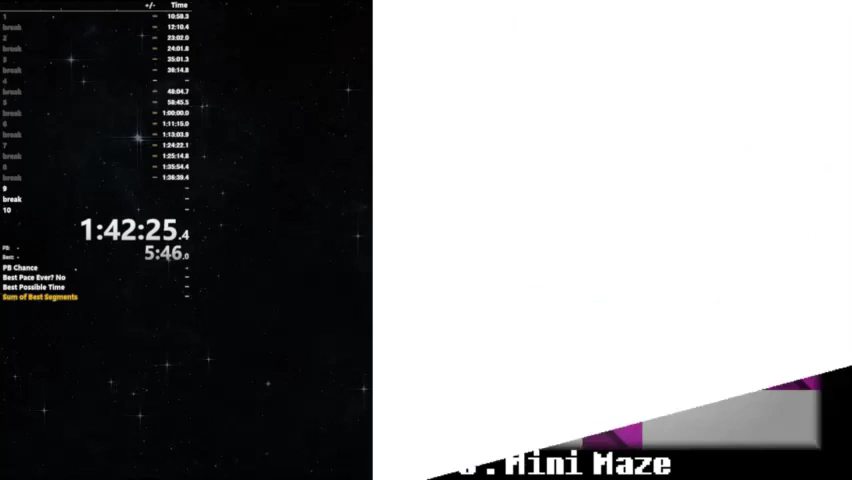 +/- Time
1 — 10:58.3
break — 12:10.4
2 — 23:02.0
break — 24:01.8
3 — 35:01.3
break — 36:14.8
4 — –
break — 48:04.7
5 — 58:45.5
break — 1:00:00.0
6 — 1:11:15.0
break — 1:13:03.9
7 — 1:24:22.1
break — 1:25:14.8
8 — 1:35:54.4
break — 1:36:39.4
9 –
break –
10 –
1:42:25.4
PB: -
5:46.0
Best: -
PB Chance -
Best Pace Ever? No -
Best Possible Time -
Sum of Best Segments –
. Mini Maze